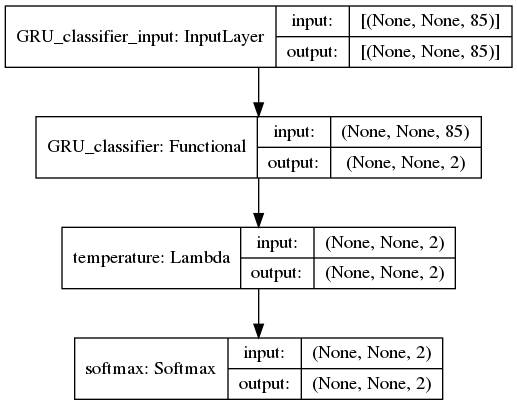 GRU_classifier_input: InputLayer
input:
[(None, None, 85)]
output:
[(None, None, 85)]
GRU_classifier: Functional
input:
(None, None, 85)
output:
(None, None, 2)
temperature: Lambda
input:
(None, None, 2)
output:
(None, None, 2)
softmax: Softmax
input:
(None, None, 2)
output:
(None, None, 2)